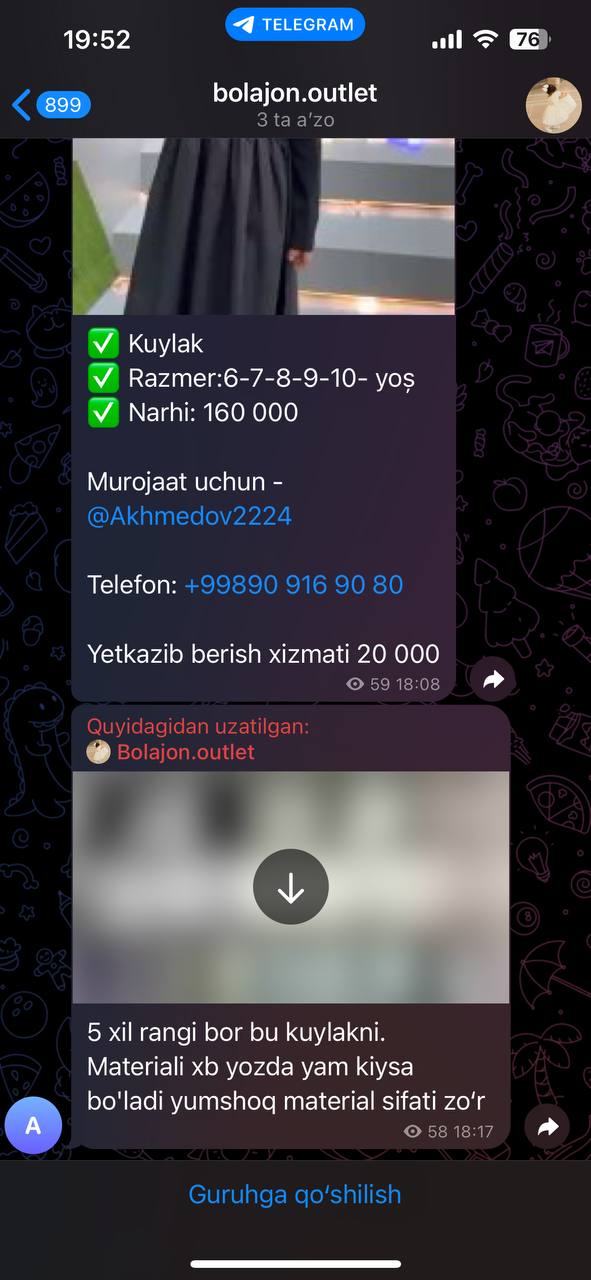 19:52
TELEGRAM
76
899
bolajon.outlet
3 ta a’zo
✅ Kuylak
✅ Razmer:6-7-8-9-10- yoş
✅ Narhi: 160 000
Murojaat uchun -
@Akhmedov2224
Telefon: +99890 916 90 80
Yetkazib berish xizmati 20 000
59 18:08
Quyidagidan uzatilgan:
Bolajon.outlet
5 xil rangi bor bu kuylakni.
Materiali xb yozda yam kiysa
bo'ladi yumshoq material sifati zo‘r
58 18:17
A
Guruhga qo‘shilish